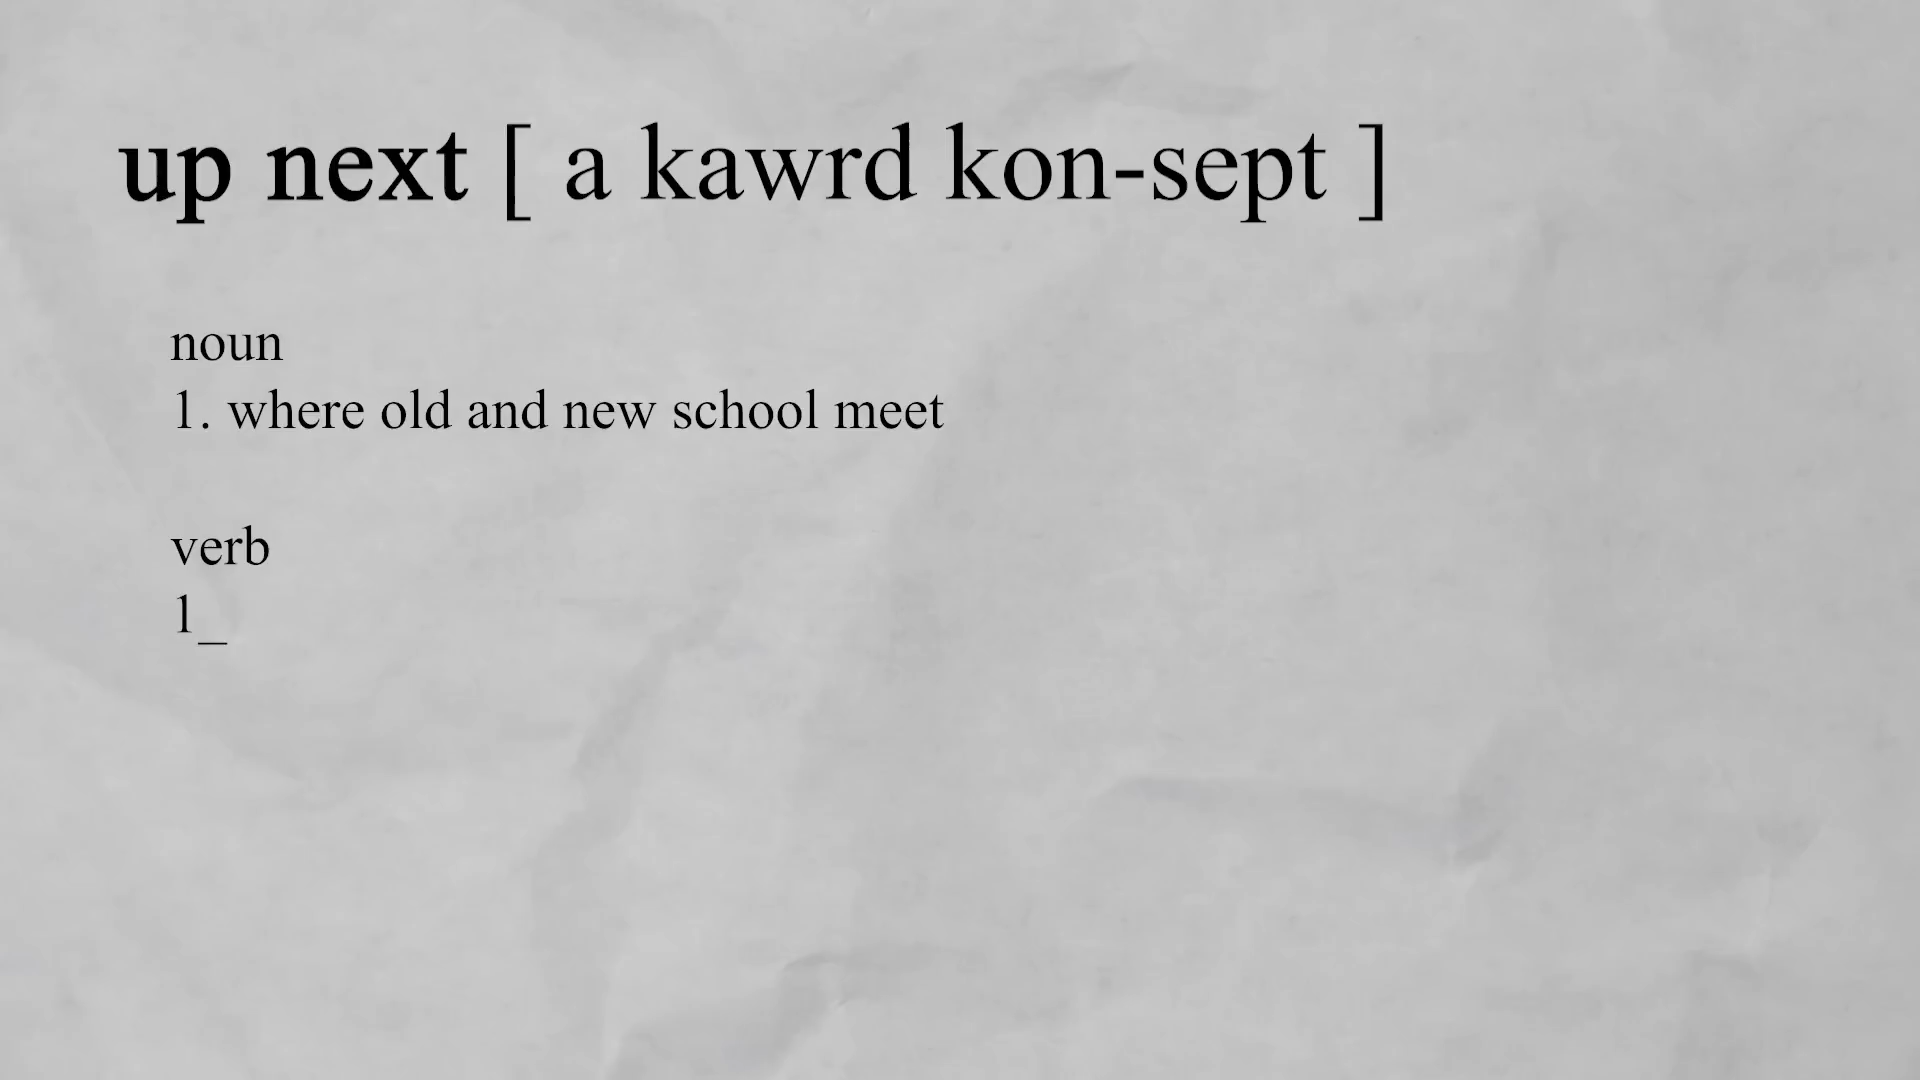 up next [ a kawrd kon-sept ]
noun
1. where old and new school meet
verb
1_